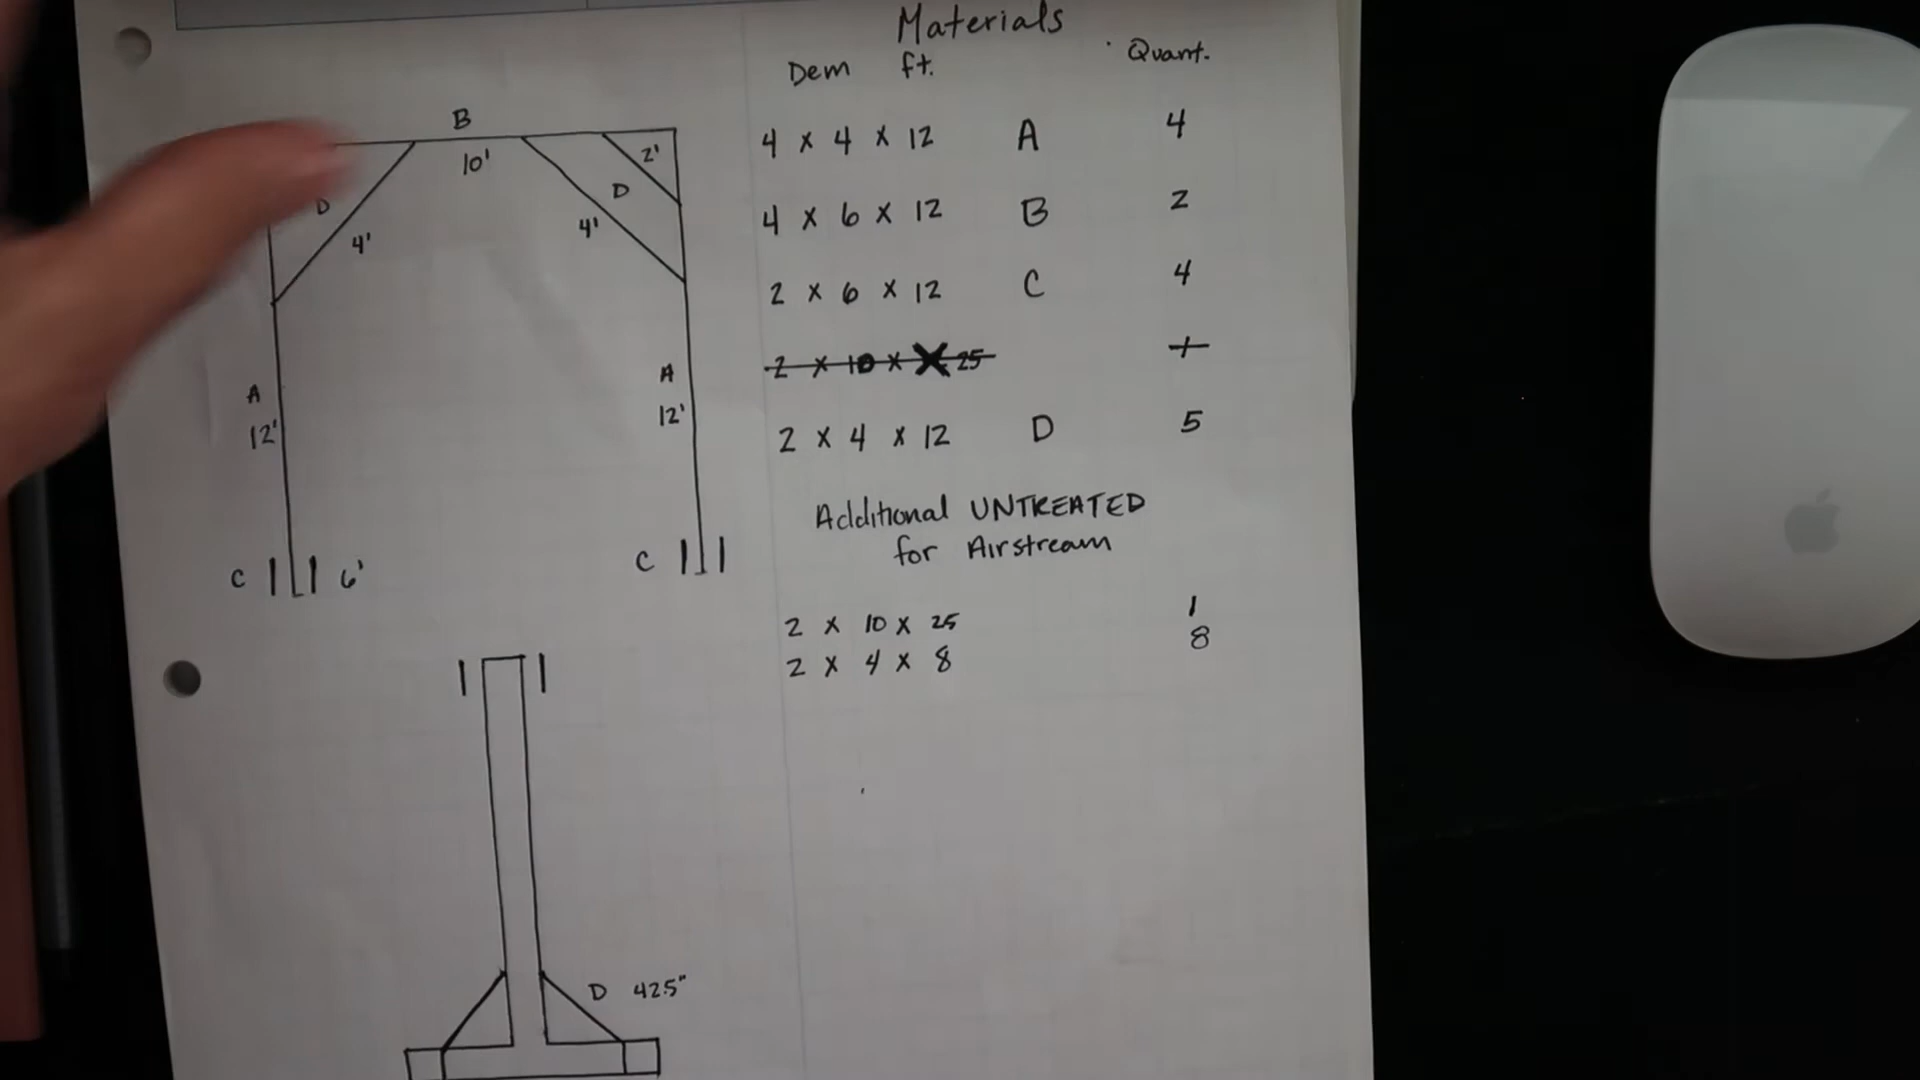 Materials
Dem ft. Quant.
4 x 4 x 12 A 4
4 x 6 x 12 B 2
2 x 6 x 12 C 4
2 x 10 x 25
2 x 4 x 12 D 5
Additional UNTREATED
for Airstream
2 x 10 x 25 1
2 x 4 x 8 8
B
10'
2'
D
D
4'
4'
A
12'
A
12'
C 6'
C
D 42.5"